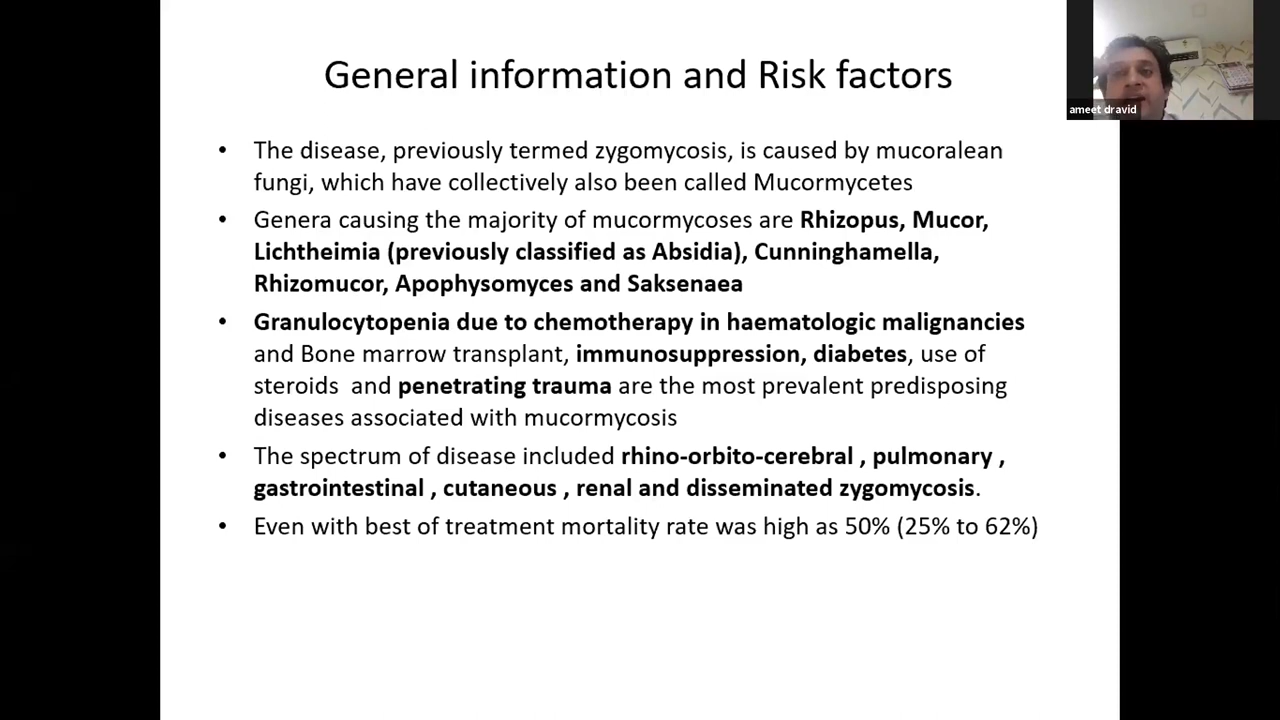 General information and Risk factors
ameet dravid
• The disease, previously termed zygomycosis, is caused by mucoralean
fungi, which have collectively also been called Mucormycetes
• Genera causing the majority of mucormycoses are Rhizopus, Mucor,
Lichtheimia (previously classified as Absidia), Cunninghamella,
Rhizomucor, Apophysomyces and Saksenaea
• Granulocytopenia due to chemotherapy in haematologic malignancies
and Bone marrow transplant, immunosuppression, diabetes, use of
steroids and penetrating trauma are the most prevalent predisposing
diseases associated with mucormycosis
• The spectrum of disease included rhino-orbito-cerebral , pulmonary ,
gastrointestinal , cutaneous , renal and disseminated zygomycosis.
• Even with best of treatment mortality rate was high as 50% (25% to 62%)